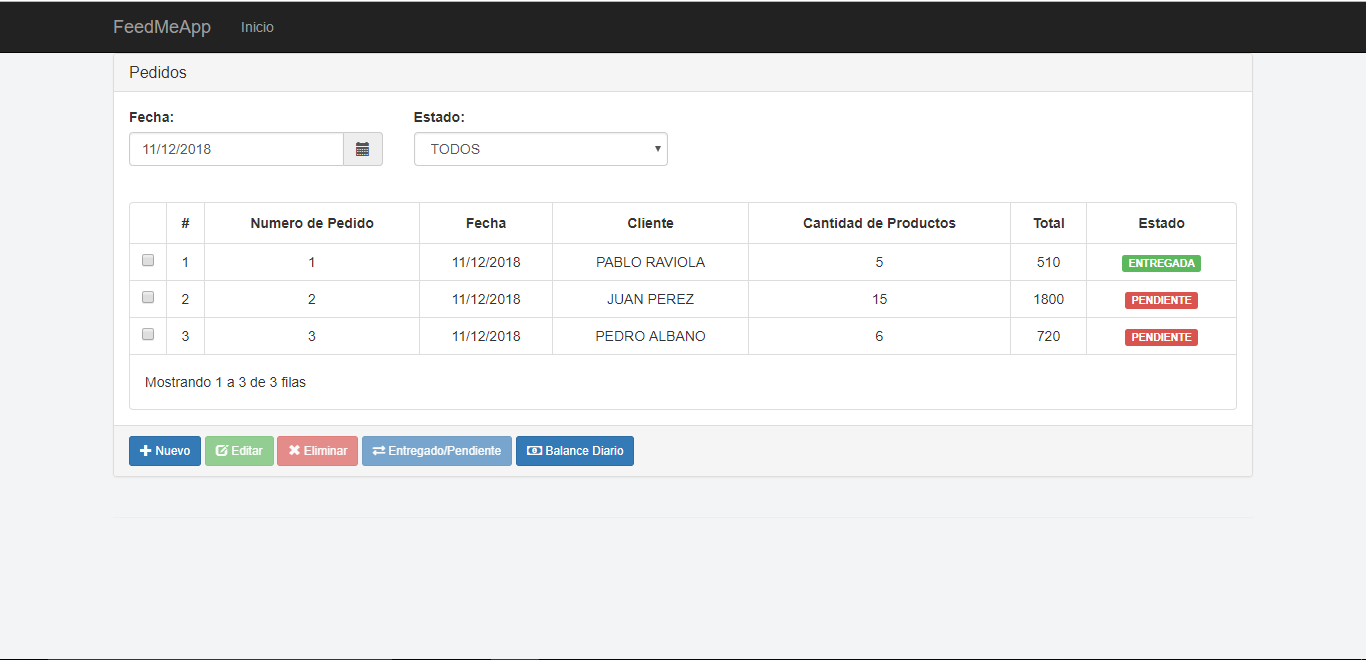 FeedMeApp Inicio
Pedidos
Fecha: Estado:
11/12/2018 TODOS
# Numero de Pedido Fecha Cliente Cantidad de Productos Total Estado
1 1 11/12/2018 PABLO RAVIOLA 5 510 ENTREGADA
2 2 11/12/2018 JUAN PEREZ 15 1800 PENDIENTE
3 3 11/12/2018 PEDRO ALBANO 6 720 PENDIENTE
Mostrando 1 a 3 de 3 filas
Nuevo Editar Eliminar Entregado/Pendiente Balance Diario